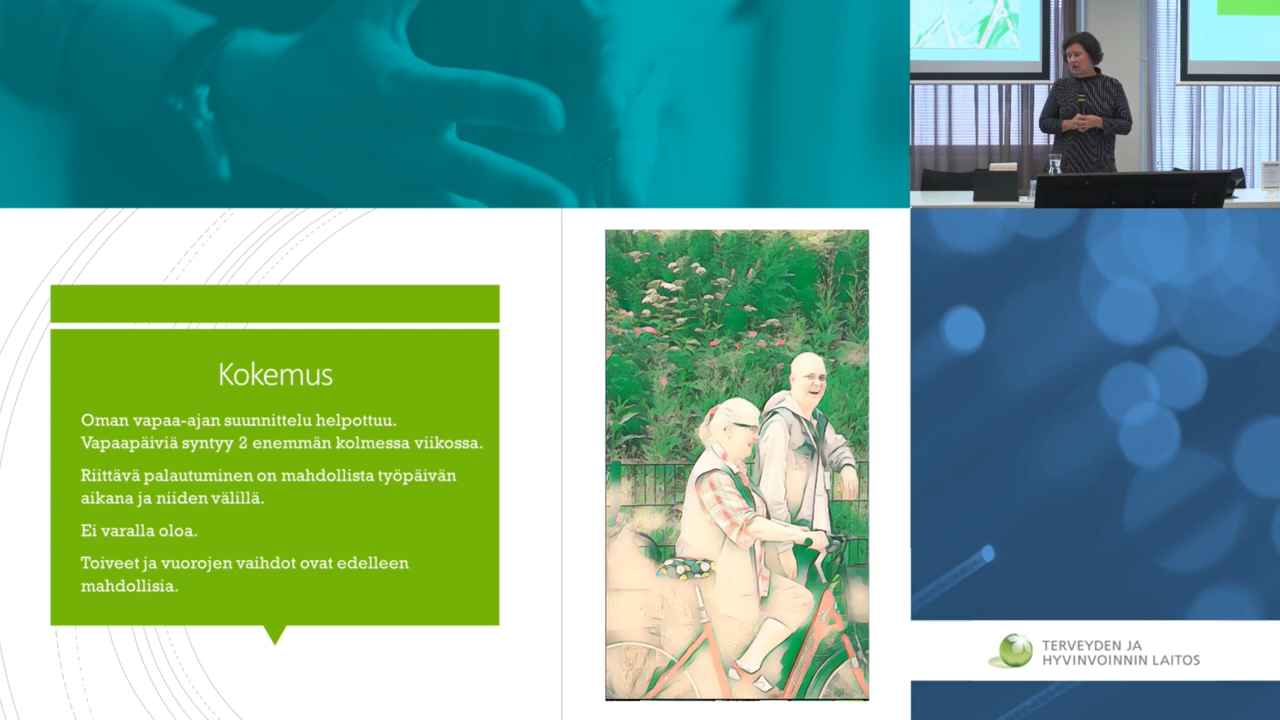 Kokemus
Oman vapaa-ajan suunnittelu helpottuu.
Vapaapäiviä syntyy 2 enemmän kolmessa viikossa.
Riittävä palautuminen on mahdollista työpäivän
aikana ja niiden välillä.
Ei varalla oloa.
Toiveet ja vuorojen vaihdot ovat edelleen
mahdollisia.
TERVEYDEN JA
HYVINVOINNIN LAITOS